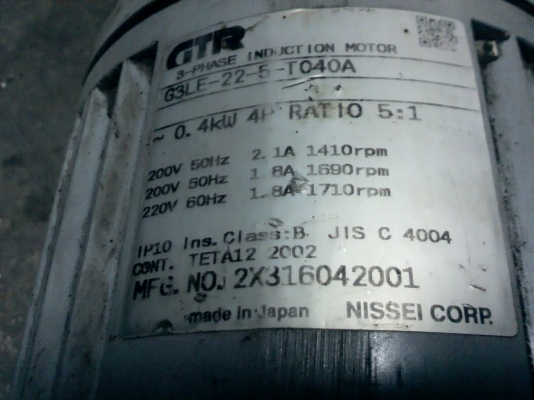 GTR
3-PHASE INDUCTION MOTOR
G3LE-22-5-T040A
~ 0.4kW 4P RATIO 5:1
200V 50Hz 2.1A 1410rpm
200V 60Hz 1.8A 1690rpm
220V 60Hz 1.8A 1710rpm
IP10 Ins. Class:B, JIS C 4004
CONT. TETA12 2002
MFG. NO. 2X316042001
made in Japan NISSEI CORP.